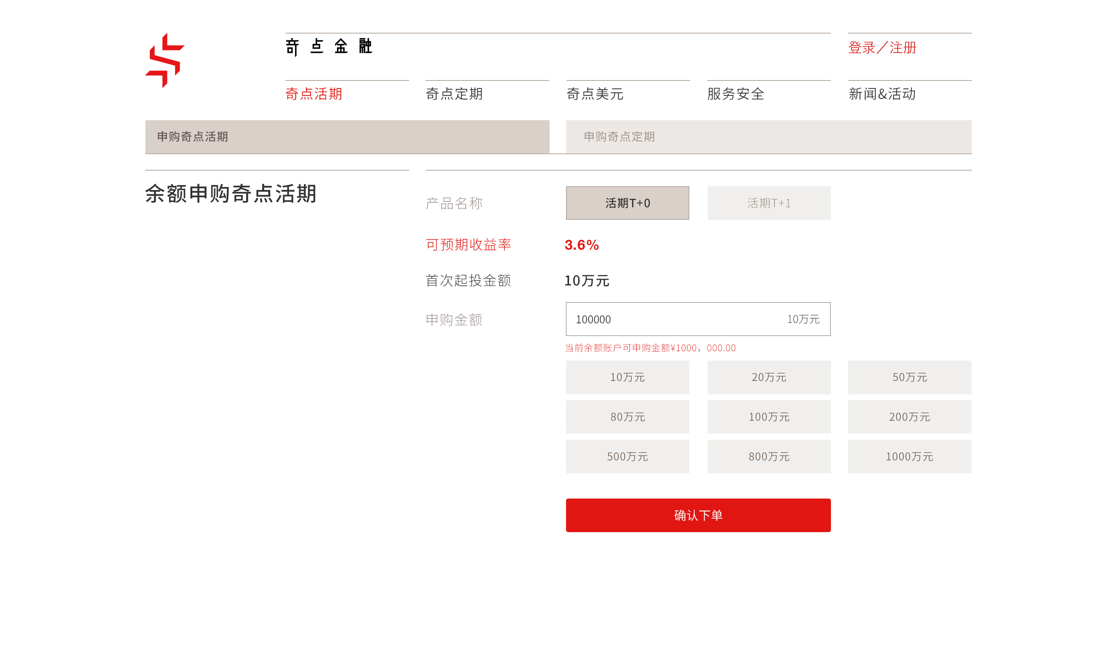 奇点金融
登录／注册
奇点活期 奇点定期 奇点美元 服务安全 新闻&活动
申购奇点活期 申购奇点定期
余额申购奇点活期
产品名称 活期T+0 活期T+1
可预期收益率 3.6%
首次起投金额 10万元
申购金额 100000 10万元
当前余额账户可申购金额¥1000，000.00
10万元 20万元 50万元
80万元 100万元 200万元
500万元 800万元 1000万元
确认下单